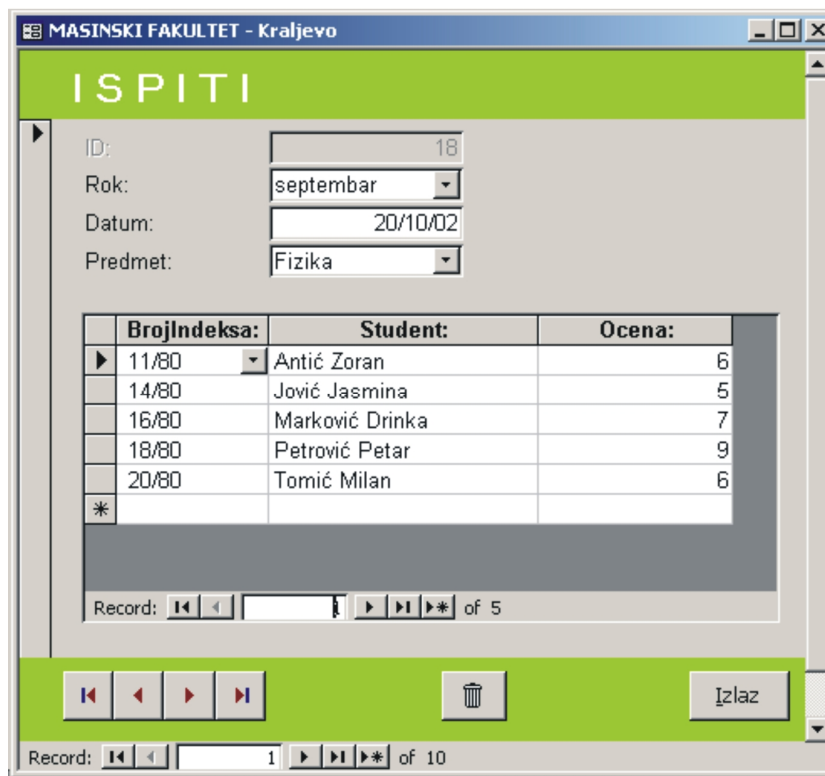 MASINSKI FAKULTET - Kraljevo
ISPITI
ID: 18
Rok: septembar
Datum: 20/10/02
Predmet: Fizika
BrojIndeksa: Student: Ocena:
11/80 Antić Zoran 6
14/80 Jović Jasmina 5
16/80 Marković Drinka 7
18/80 Petrović Petar 9
20/80 Tomić Milan 6
Record: 1 of 5
Izlaz
Record: 1 of 10